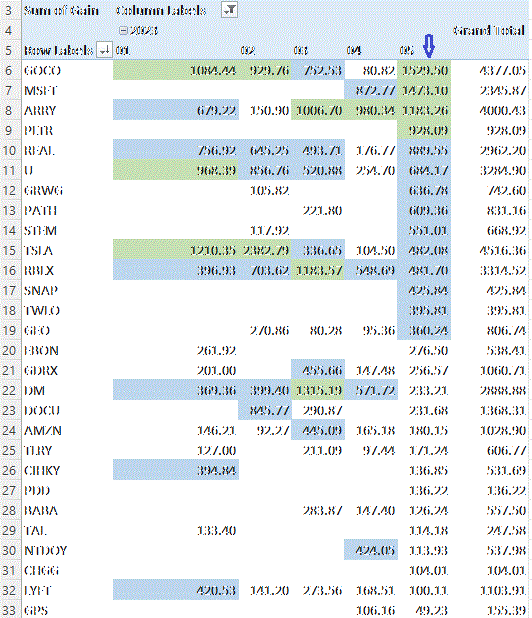 3 Sum of Gain Column Labels
4 2023 Grand Total
5 Row Labels 01 02 03 04 05
6 GOCO 1084.44 929.76 752.53 80.82 1529.50 4377.05
7 MSFT 872.77 1473.10 2345.87
8 ARRY 679.22 150.90 1006.70 980.34 1183.26 4000.43
9 PLTR 928.09 928.09
10 REAL 756.92 645.25 493.71 176.77 889.55 2962.20
11 U 968.39 856.76 520.88 254.70 684.17 3284.90
12 GRWG 105.82 636.78 742.60
13 PATH 221.80 609.36 831.16
14 STEM 117.92 551.01 668.92
15 TSLA 1210.35 2382.79 336.65 104.50 482.08 4516.36
16 RBLX 396.93 703.62 1183.57 548.69 481.70 3314.52
17 SNAP 425.84 425.84
18 TWLO 395.81 395.81
19 GEO 270.86 80.28 95.36 360.24 806.74
20 EBON 261.92 276.50 538.41
21 GDRX 201.00 455.66 147.48 256.57 1060.71
22 DM 369.36 399.40 1315.19 571.72 233.21 2888.88
23 DOCU 845.77 290.87 231.68 1368.31
24 AMZN 146.21 92.27 445.09 165.18 180.15 1028.90
25 TLRY 127.00 211.09 97.44 171.24 606.77
26 394.84 136.85 531.69
27 PDD 136.22 136.22
28 BABA 283.87 147.40 126.24 557.50
29 TAL 133.40 114.18 247.58
30 NTDOY 424.05 113.93 537.98
31 CHGG 104.01 104.01
32 LYFT 420.53 141.20 273.56 168.51 100.11 1103.91
33 GPS 106.16 49.23 155.39